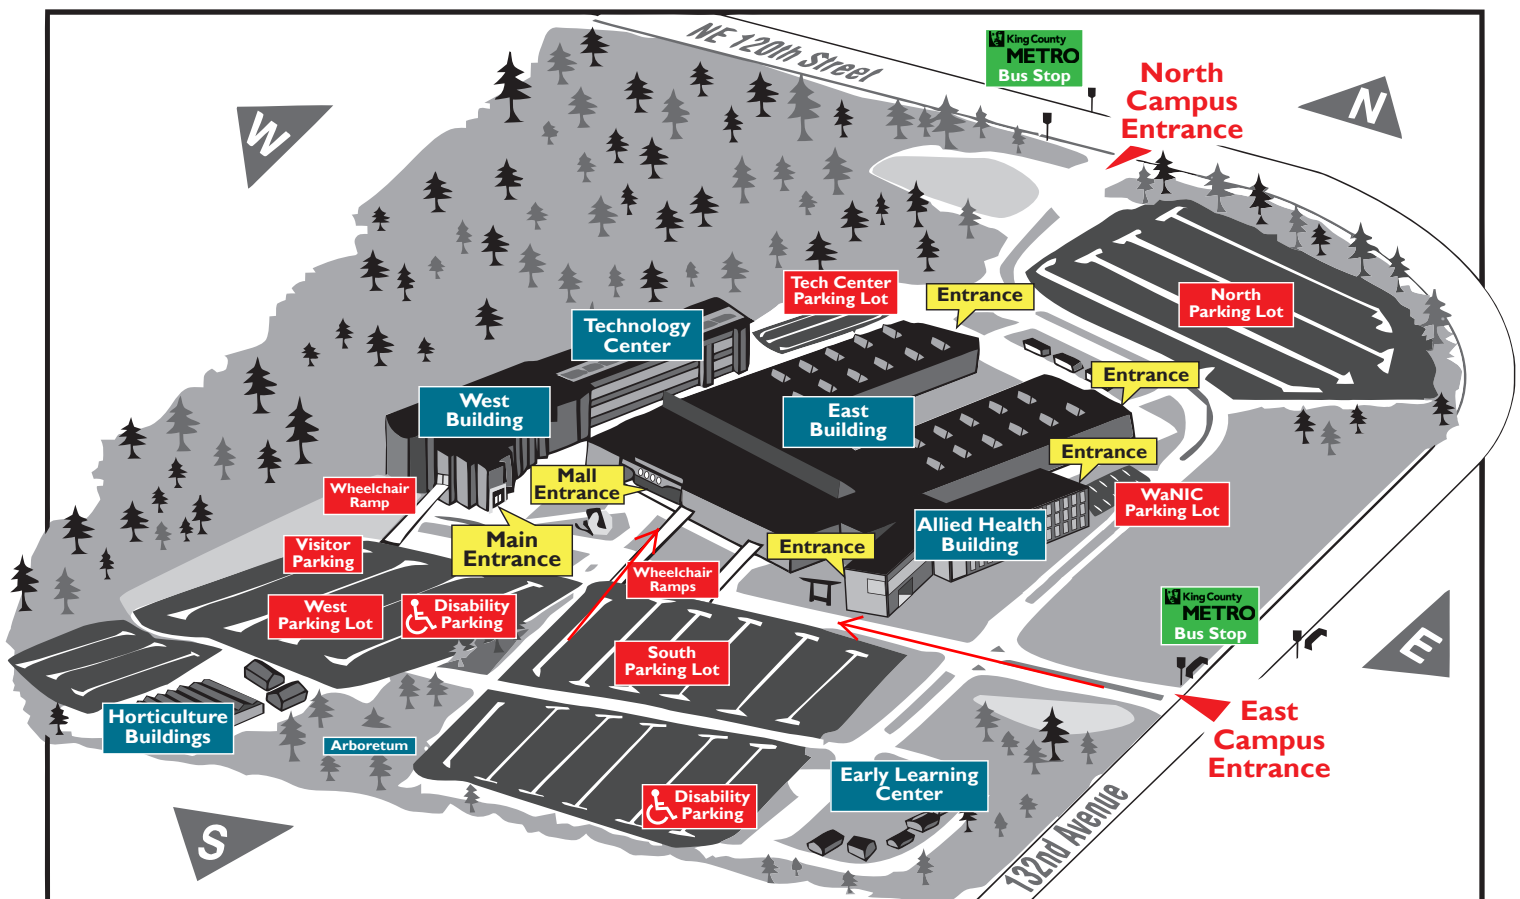 NE 120th Street
King County
METRO
Bus Stop
North
Campus
Entrance
N
W
Tech Center
Parking Lot
Entrance
North
Parking Lot
Technology
Center
West
Building
East
Building
Entrance
Entrance
Mall
Entrance
Wheelchair
Ramp
WaNIC
Parking Lot
Allied Health
Building
Main
Entrance
Entrance
Visitor
Parking
Wheelchair
Ramps
West
Parking Lot
Disability
Parking
King County
METRO
Bus Stop
E
South
Parking Lot
Horticulture
Buildings
Arboretum
East
Campus
Entrance
Early Learning
Center
Disability
Parking
S
132nd Avenue